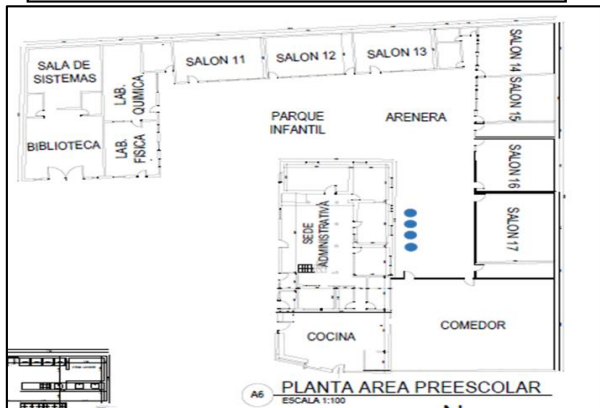 SALA DE
SISTEMAS
LAB.
QUIMICA
SALON 11
SALON 12
SALON 13
SALON 14
SALON 15
BIBLIOTECA
LAB.
FISICA
PARQUE
INFANTIL
ARENERA
SALON 16
SEDE
ADMINISTRATIVA
SALON 17
COCINA
COMEDOR
A6
PLANTA AREA PREESCOLAR
ESCALA 1:100